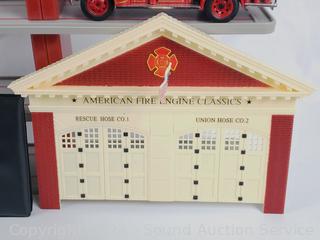 ★ AMERICAN FIRE ENGINE CLASSICS ★
RESCUE HOSE CO.1 UNION HOSE CO.2
Sound Auction Service